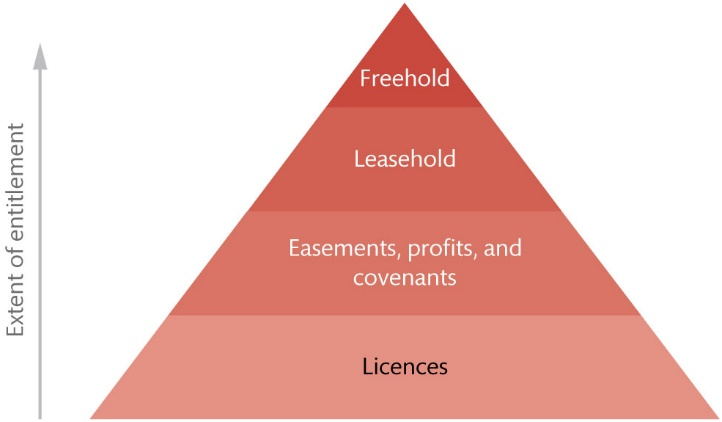 Extent of entitlement
Freehold
Leasehold
Easements, profits, and
covenants
Licences